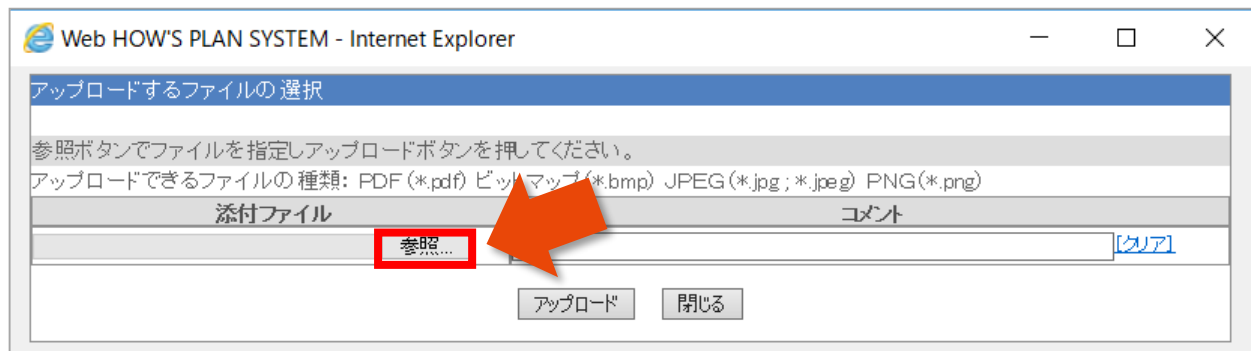 Web HOW'S PLAN SYSTEM - Internet Explorer
アップロードするファイルの選択
参照ボタンでファイルを指定しアップロードボタンを押してください。
アップロードできるファイルの種類: PDF(*.pdf) ビットマップ(*.bmp) JPEG(*.jpg;*.jpeg) PNG(*.png)
添付ファイル コメント
参照... [クリア]
アップロード 閉じる